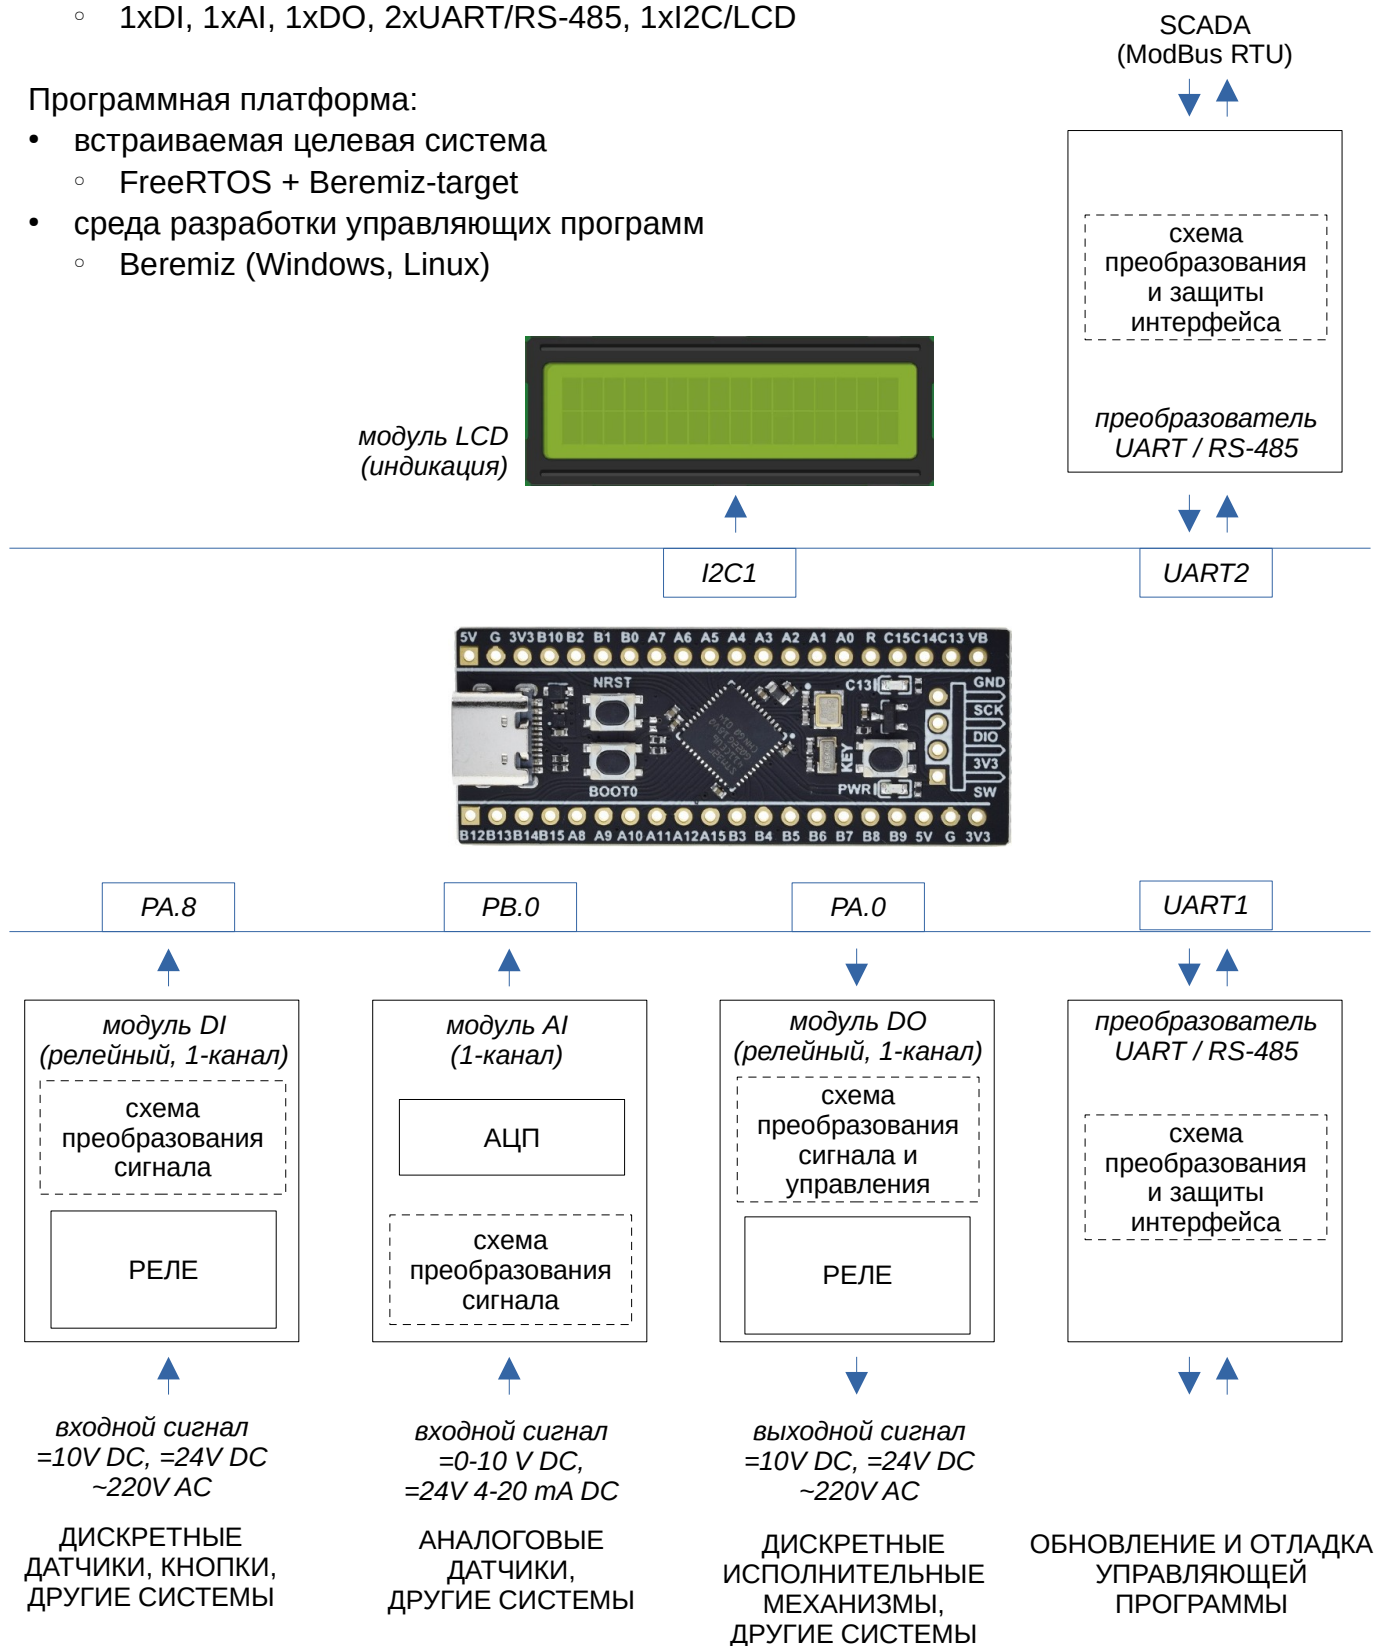 ◦ 1xDI, 1xAI, 1xDO, 2xUART/RS-485, 1xI2C/LCD
Программная платформа:
• встраиваемая целевая система
◦ FreeRTOS + Beremiz-target
• среда разработки управляющих программ
◦ Beremiz (Windows, Linux)
SCADA
(ModBus RTU)
схема
преобразования
и защиты
интерфейса
преобразователь
UART / RS-485
модуль LCD
(индикация)
I2C1
UART2
5V G 3V3 B10 B2 B1 B0 A7 A6 A5 A4 A3 A2 A1 A0 R C15 C14 C13 VB
NRST
C13
GND
SCK
DIO
3V3
SW
KEY
BOOT0
PWR
B12 B13 B14 B15 A8 A9 A10 A11 A12 A15 B3 B4 B5 B6 B7 B8 B9 5V G 3V3
PA.8
PB.0
PA.0
UART1
модуль DI
(релейный, 1-канал)
схема
преобразования
сигнала
РЕЛЕ
входной сигнал
=10V DC, =24V DC
~220V AC
ДИСКРЕТНЫЕ
ДАТЧИКИ, КНОПКИ,
ДРУГИЕ СИСТЕМЫ
модуль AI
(1-канал)
АЦП
схема
преобразования
сигнала
входной сигнал
=0-10 V DC,
=24V 4-20 mA DC
АНАЛОГОВЫЕ
ДАТЧИКИ,
ДРУГИЕ СИСТЕМЫ
модуль DO
(релейный, 1-канал)
схема
преобразования
сигнала и
управления
РЕЛЕ
выходной сигнал
=10V DC, =24V DC
~220V AC
ДИСКРЕТНЫЕ
ИСПОЛНИТЕЛЬНЫЕ
МЕХАНИЗМЫ,
ДРУГИЕ СИСТЕМЫ
преобразователь
UART / RS-485
схема
преобразования
и защиты
интерфейса
ОБНОВЛЕНИЕ И ОТЛАДКА
УПРАВЛЯЮЩЕЙ
ПРОГРАММЫ